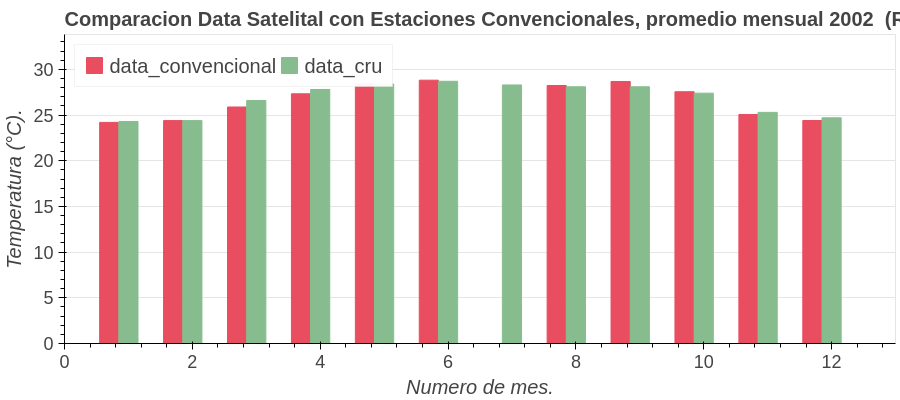 Comparacion Data Satelital con Estaciones Convencionales, promedio mensual 2002 (R
data_convencional data_cru
Temperatura (°C).
30
25
20
15
10
5
0
0 2 4 6 8 10 12
Numero de mes.